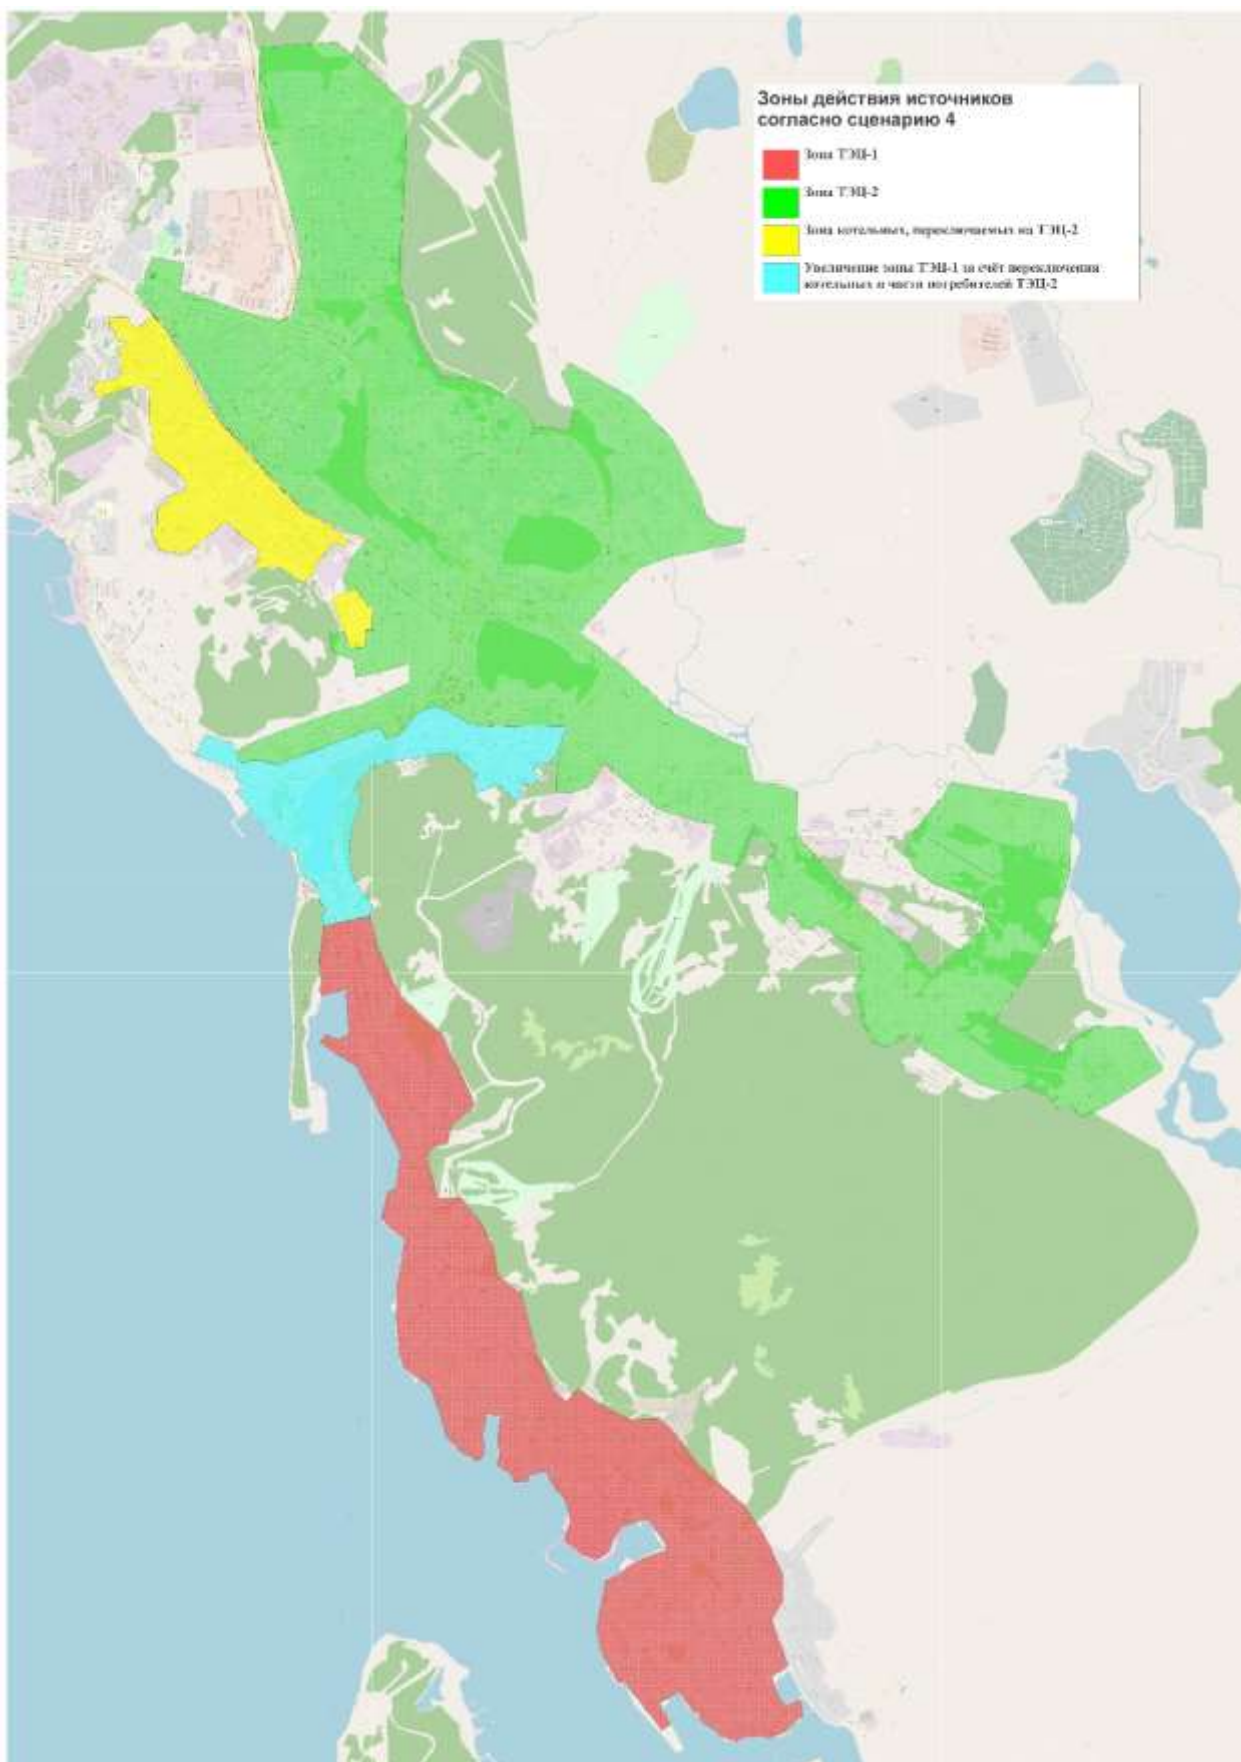 Зоны действия источников
согласно сценарию 4
Зона ТЭЦ-1
Зона ТЭЦ-2
Зона котельных, переключаемых на ТЭЦ-2
Увеличение зоны ТЭЦ-1 за счёт переключения
котельных и части потребителей ТЭЦ-2